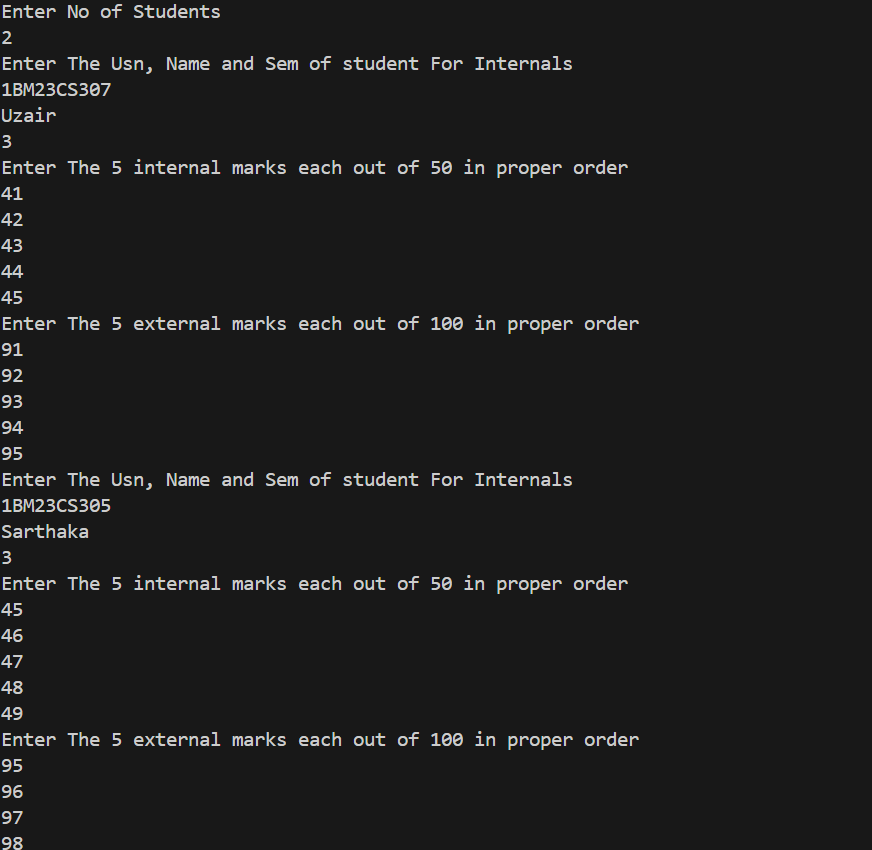 Enter No of Students
2
Enter The Usn, Name and Sem of student For Internals
1BM23CS307
Uzair
3
Enter The 5 internal marks each out of 50 in proper order
41
42
43
44
45
Enter The 5 external marks each out of 100 in proper order
91
92
93
94
95
Enter The Usn, Name and Sem of student For Internals
1BM23CS305
Sarthaka
3
Enter The 5 internal marks each out of 50 in proper order
45
46
47
48
49
Enter The 5 external marks each out of 100 in proper order
95
96
97
98